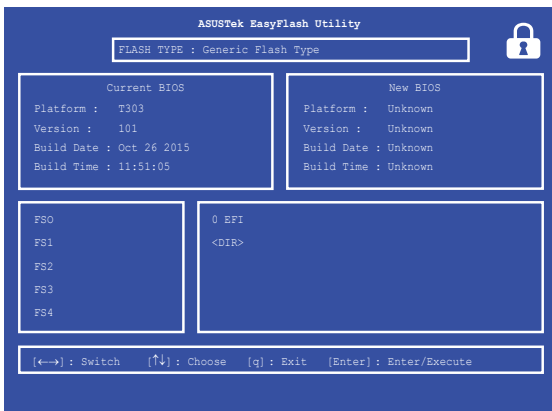 ASUSTek EasyFlash Utility
FLASH TYPE : Generic Flash Type
Current BIOS
Platform : T303
Version : 101
Build Date : Oct 26 2015
Build Time : 11:51:05
New BIOS
Platform : Unknown
Version : Unknown
Build Date : Unknown
Build Time : Unknown
FSO
FS1
FS2
FS3
FS4
0 EFI
<DIR>
[←→] : Switch [↑↓] : Choose [q] : Exit [Enter] : Enter/Execute